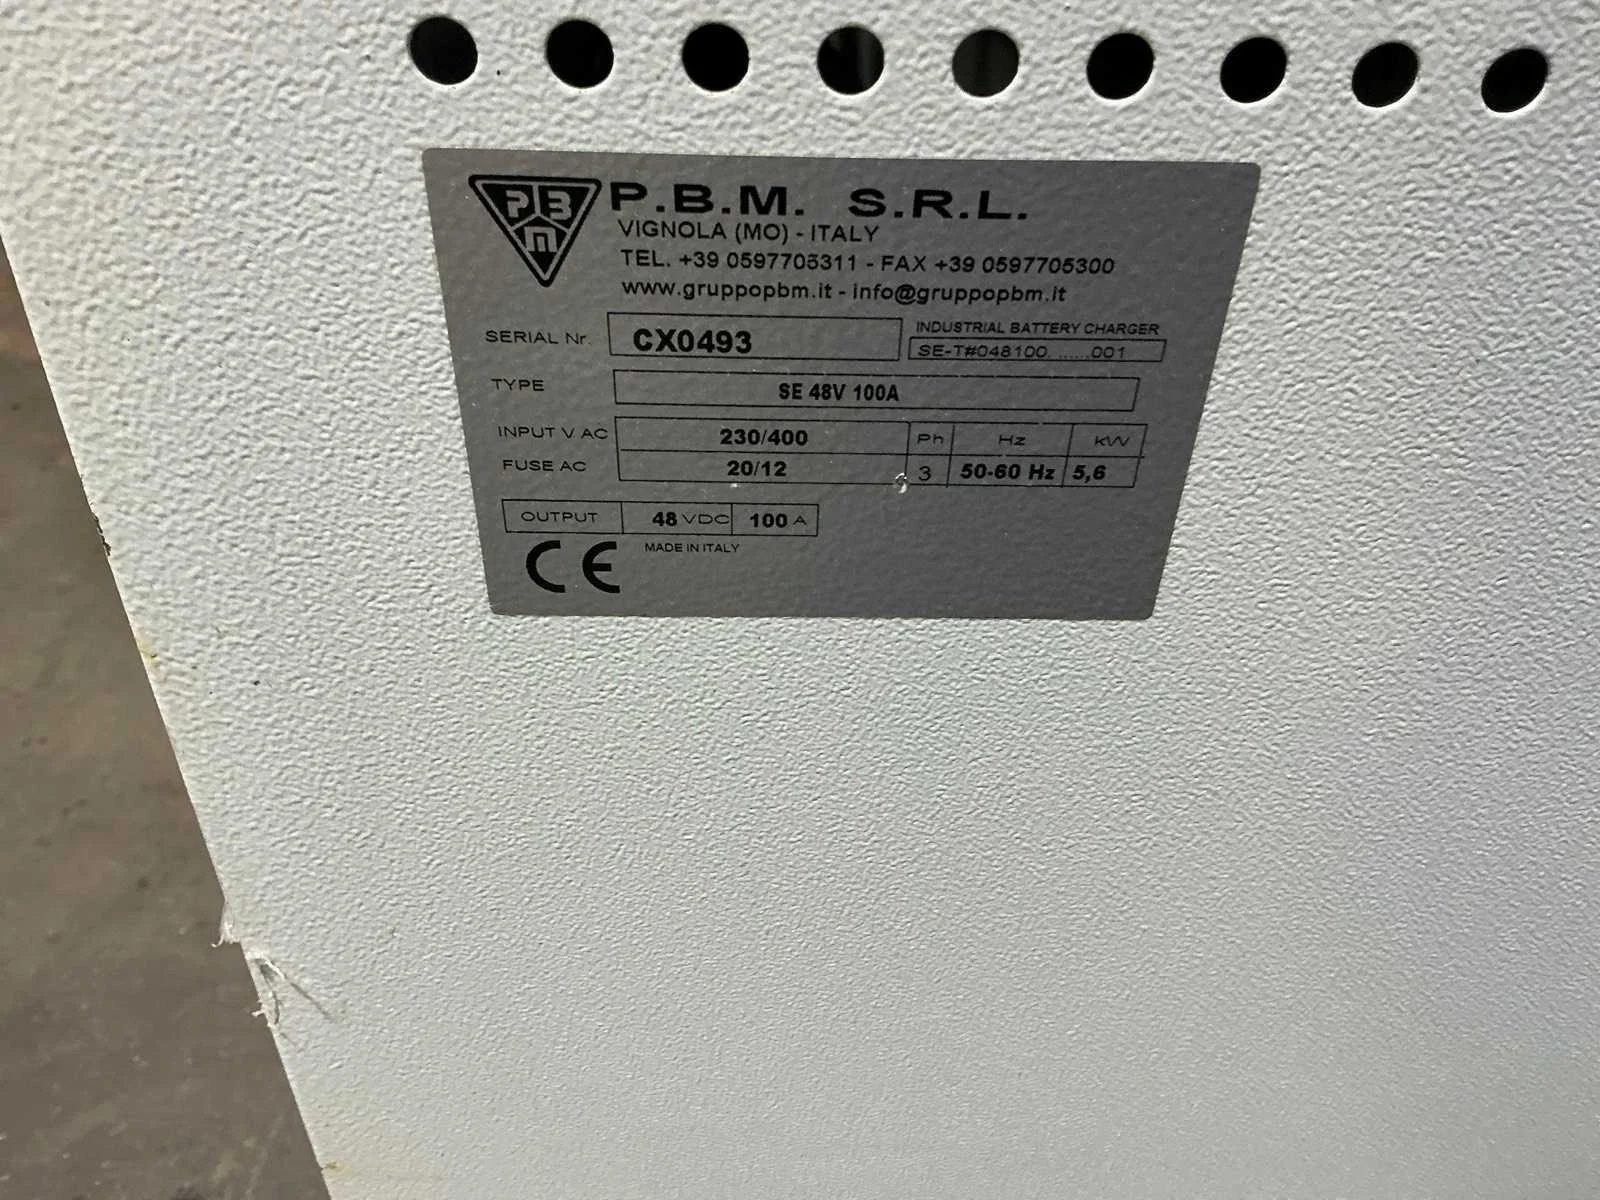 P B M
P.B.M. S.R.L.
VIGNOLA (MO) - ITALY
TEL. +39 0597705311 - FAX +39 0597705300
www.gruppopbm.it - info@gruppopbm.it
SERIAL Nr. CX0493
INDUSTRIAL BATTERY CHARGER
SE-T#048100.......001
TYPE SE 48V 100A
INPUT V AC 230/400 Ph Hz kW
FUSE AC 20/12 3 50-60 Hz 5,6
OUTPUT 48 VDC 100 A
CE MADE IN ITALY